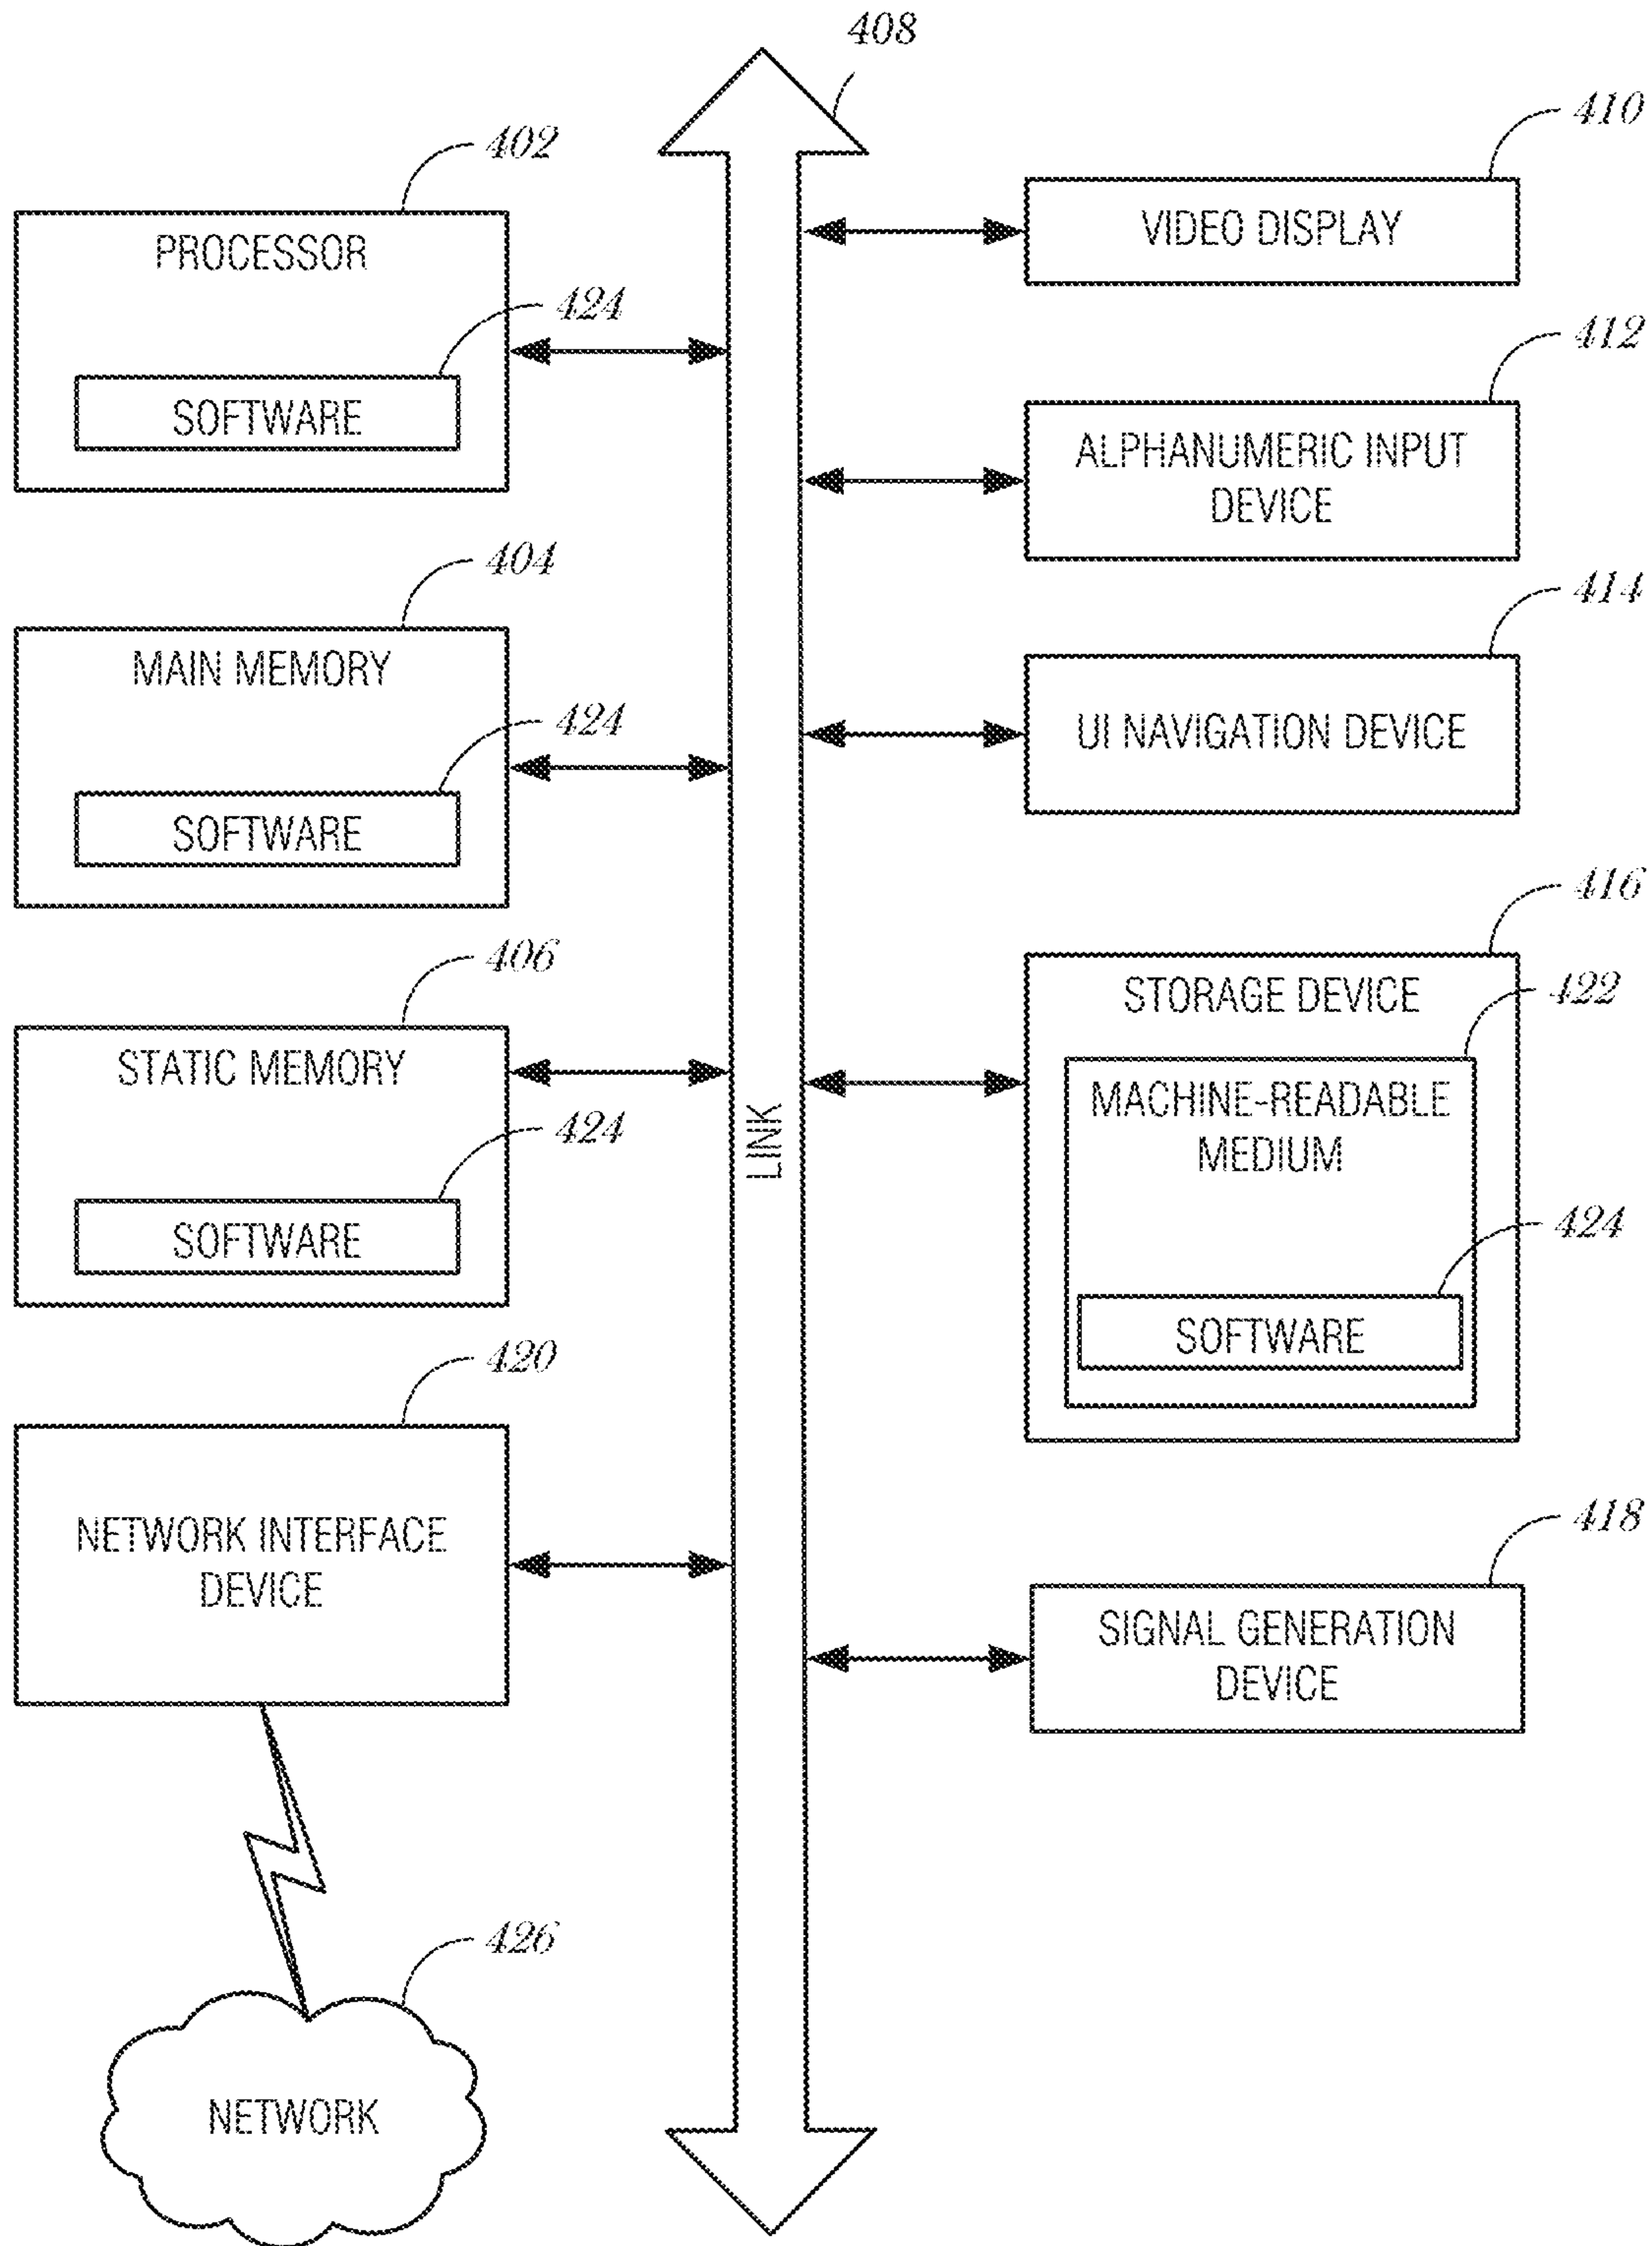 408
402
PROCESSOR
424
SOFTWARE
404
MAIN MEMORY
424
SOFTWARE
406
STATIC MEMORY
424
SOFTWARE
420
NETWORK INTERFACE
DEVICE
426
NETWORK
LINK
410
VIDEO DISPLAY
412
ALPHANUMERIC INPUT
DEVICE
414
UI NAVIGATION DEVICE
416
STORAGE DEVICE
422
MACHINE-READABLE
MEDIUM
424
SOFTWARE
418
SIGNAL GENERATION
DEVICE